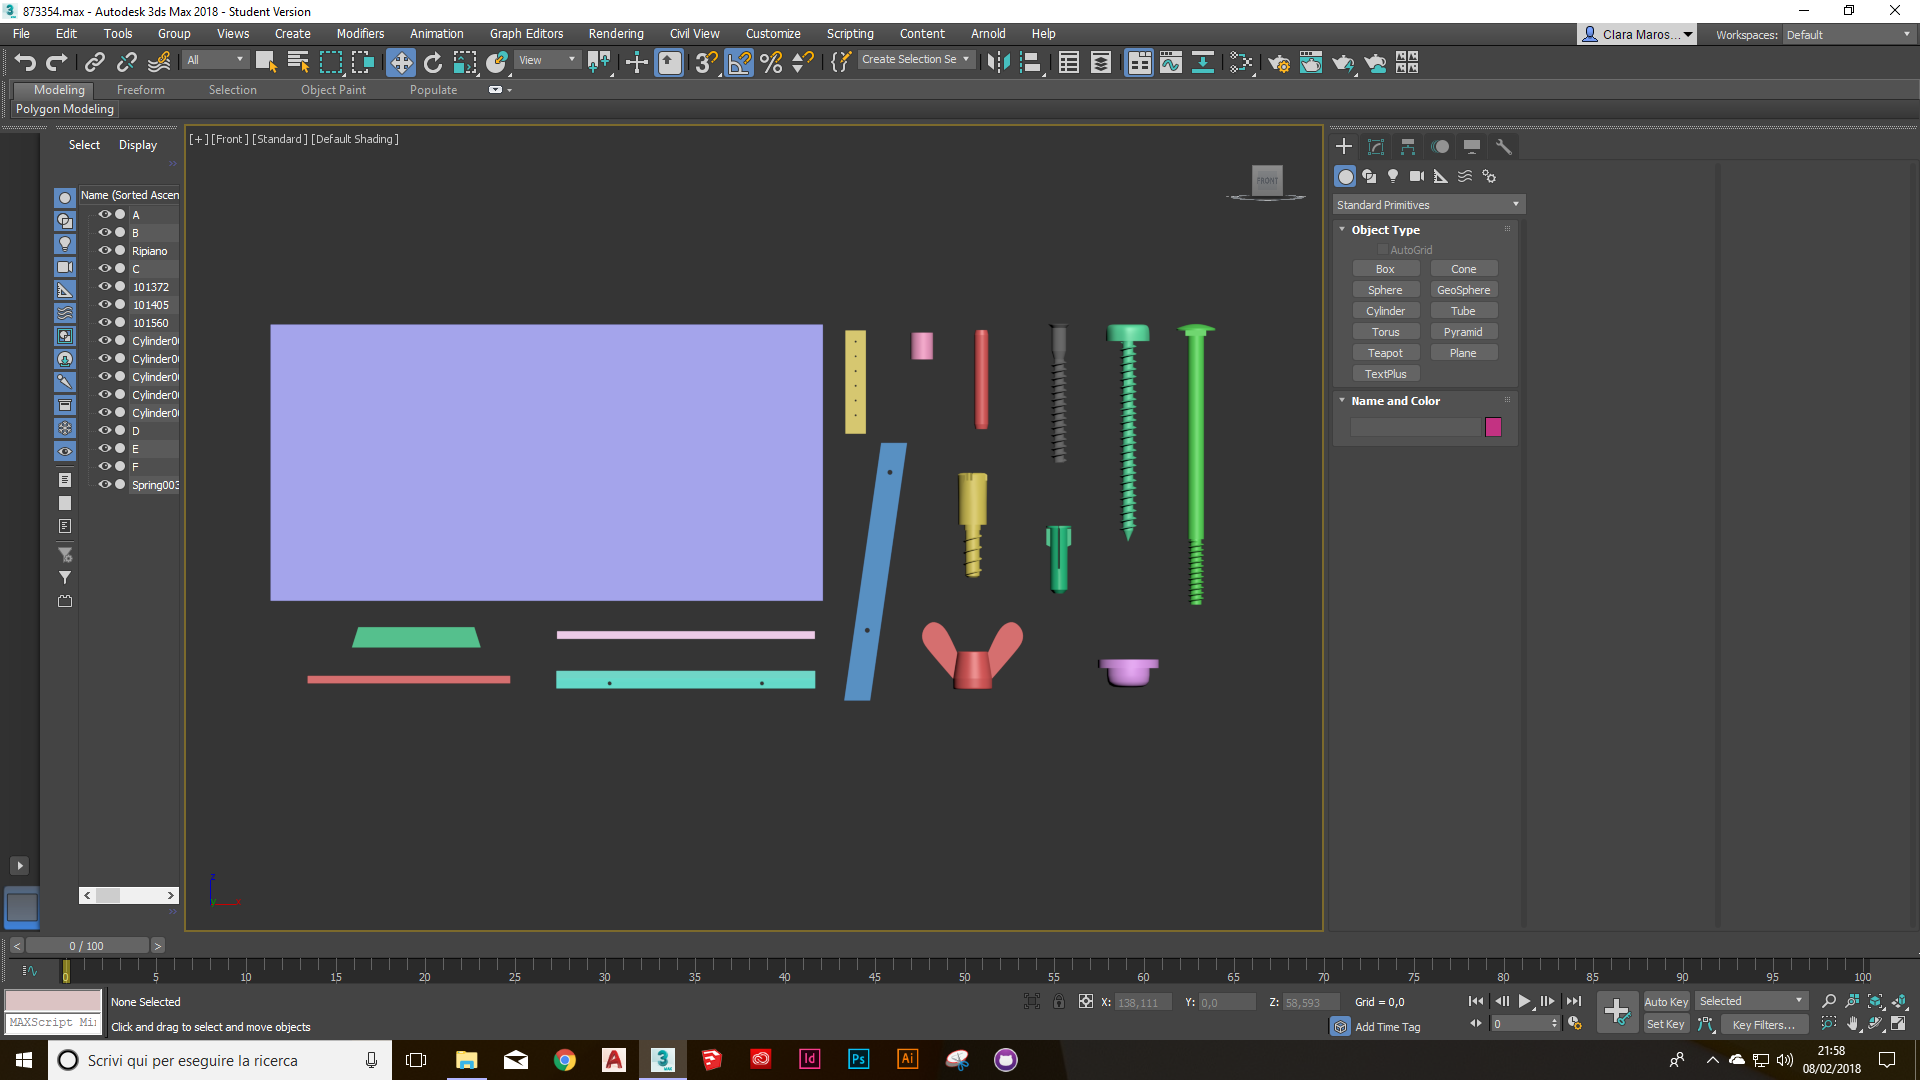 873354.max - Autodesk 3ds Max 2018 - Student Version
File Edit Tools Group Views Create Modifiers Animation Graph Editors Rendering Civil View Customize Scripting Content Arnold Help
Clara Maros... Workspaces: Default
All View Create Selection Se
Modeling Freeform Selection Object Paint Populate
Polygon Modeling
Select Display
[+] [Front] [Standard] [Default Shading]
FRONT
Name (Sorted Ascen
A
B
Ripiano
C
101372
101405
101560
Cylinder0
Cylinder0
Cylinder0
Cylinder0
Cylinder0
D
E
F
Spring003
Standard Primitives
Object Type
AutoGrid
Box Cone
Sphere GeoSphere
Cylinder Tube
Torus Pyramid
Teapot Plane
TextPlus
Name and Color
z
0 / 100
0 5 10 15 20 25 30 35 40 45 50 55 60 65 70 75 80 85 90 95 100
None Selected
X: 138,111 Y: 0,0 Z: 58,593 Grid = 0,0
Auto Key Selected
MAXScript Mi
Click and drag to select and move objects
Add Time Tag
0
Set Key Key Filters...
Scrivi qui per eseguire la ricerca
21:58
08/02/2018